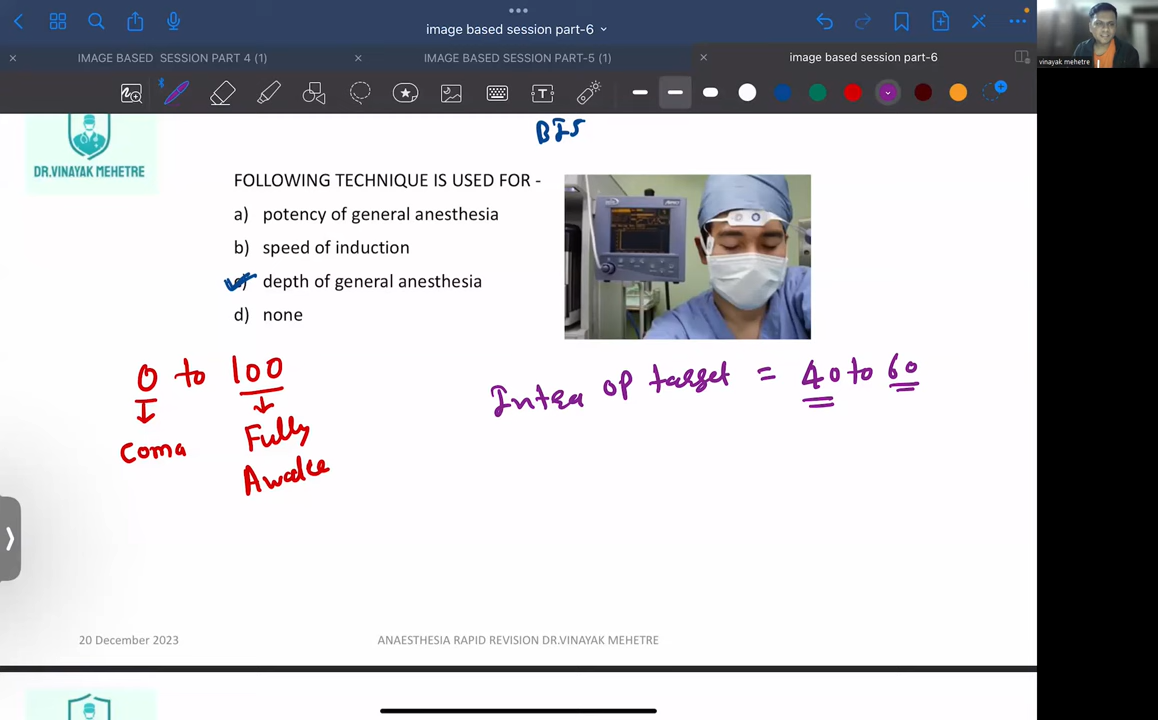 image based session part-6
IMAGE BASED SESSION PART 4 (1)
IMAGE BASED SESSION PART-5 (1)
image based session part-6
vinayak mehetre
BIS
DR.VINAYAK MEHETRE
FOLLOWING TECHNIQUE IS USED FOR -
a) potency of general anesthesia
b) speed of induction
c) depth of general anesthesia
d) none
0 to 100
Coma
Fully
Awake
Intra op target = 40 to 60
20 December 2023
ANAESTHESIA RAPID REVISION DR.VINAYAK MEHETRE